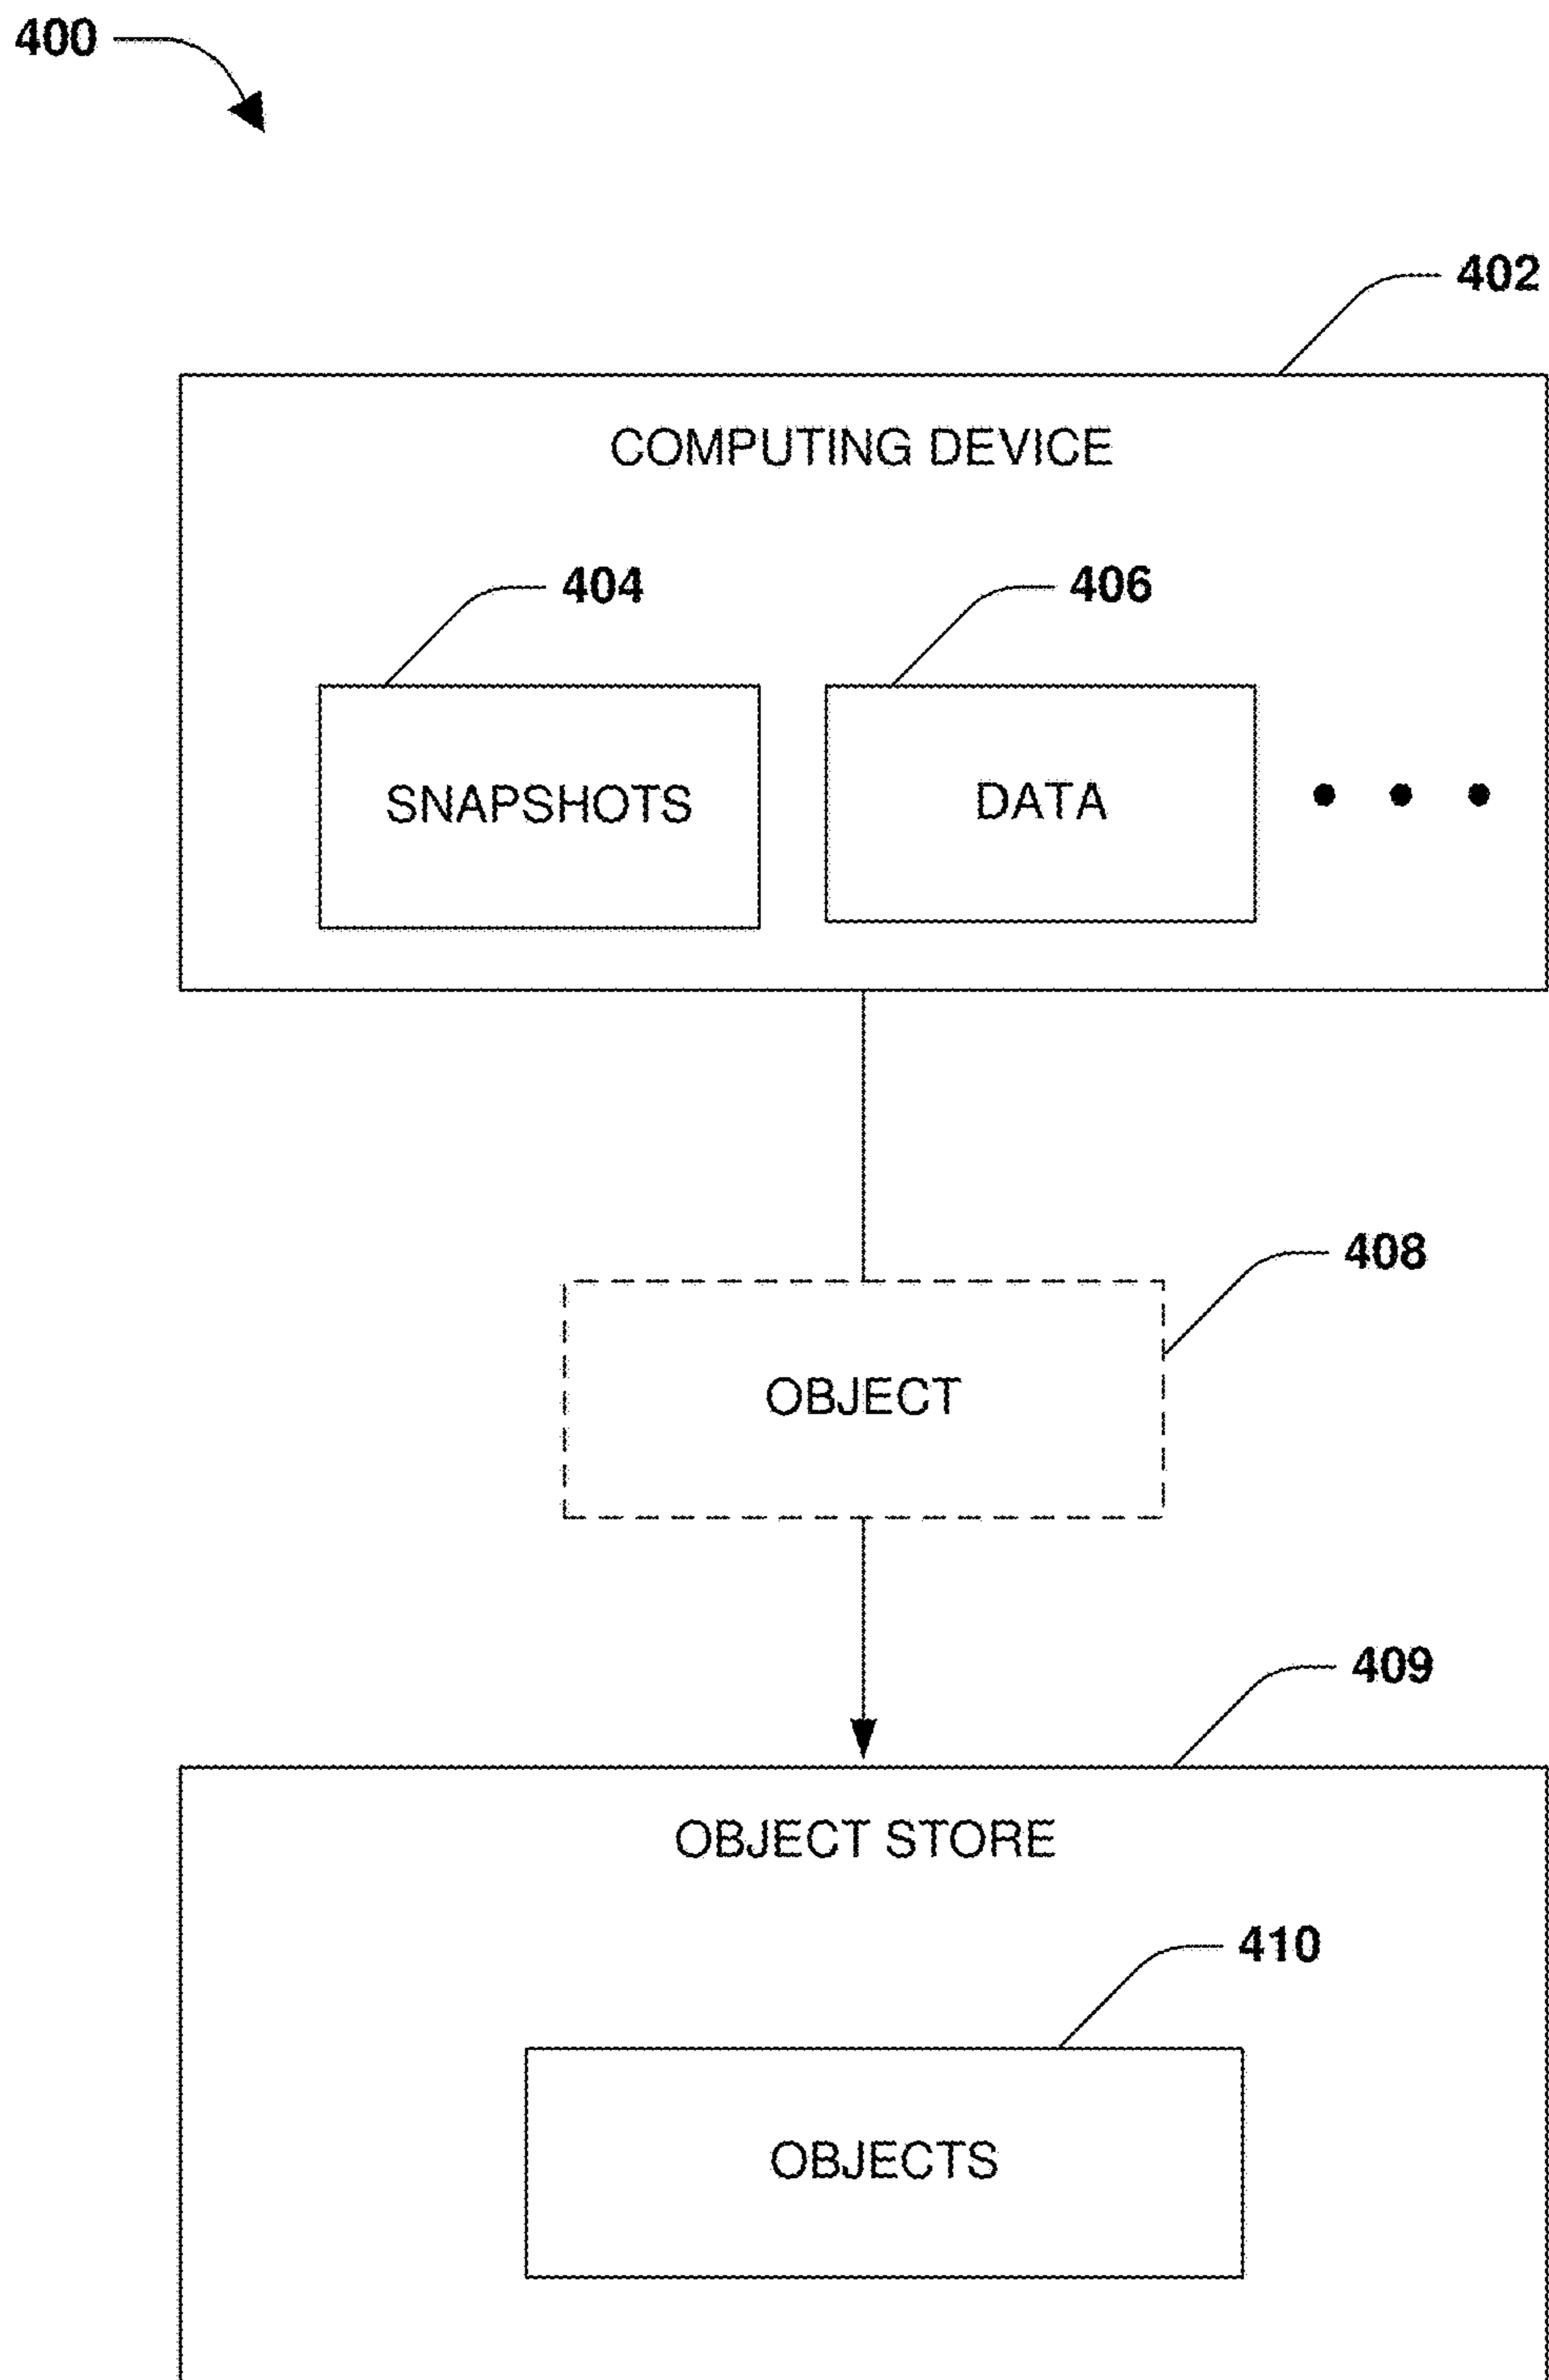 400
402
COMPUTING DEVICE
404
406
SNAPSHOTS
DATA
408
OBJECT
409
OBJECT STORE
410
OBJECTS